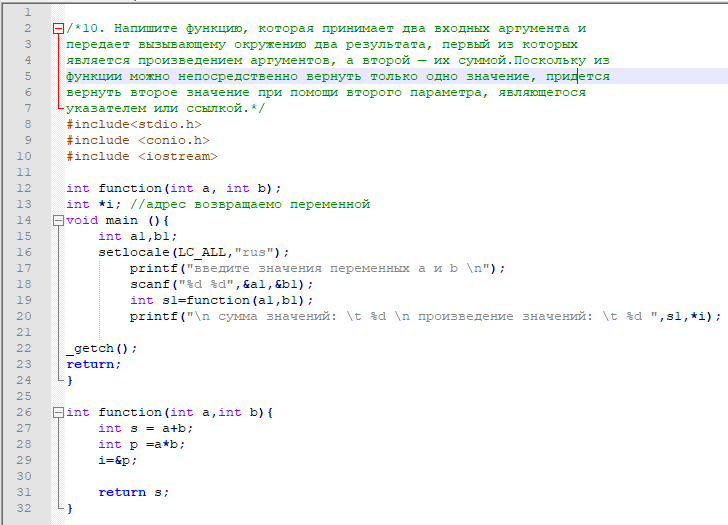 1
2 /*10. Напишите функцию, которая принимает два входных аргумента и
3 передает вызывающему окружению два результата, первый из которых
4 является произведением аргументов, а второй — их суммой.Поскольку из
5 функции можно непосредственно вернуть только одно значение, придется
6 вернуть второе значение при помощи второго параметра, являющегося
7 указателем или ссылкой.*/
8 #include<stdio.h>
9 #include <conio.h>
10 #include <iostream>
11
12 int function(int a, int b);
13 int *i; //адрес возвращаемо переменной
14 void main (){
15 int a1,b1;
16 setlocale(LC_ALL,"rus");
17 printf("введите значения переменных a и b \n");
18 scanf("%d %d",&a1,&b1);
19 int s1=function(a1,b1);
20 printf("\n сумма значений: \t %d \n произведение значений: \t %d ",s1,*i);
21
22 _getch();
23 return;
24 }
25
26 int function(int a,int b){
27 int s = a+b;
28 int p =a*b;
29 i=&p;
30
31 return s;
32 }